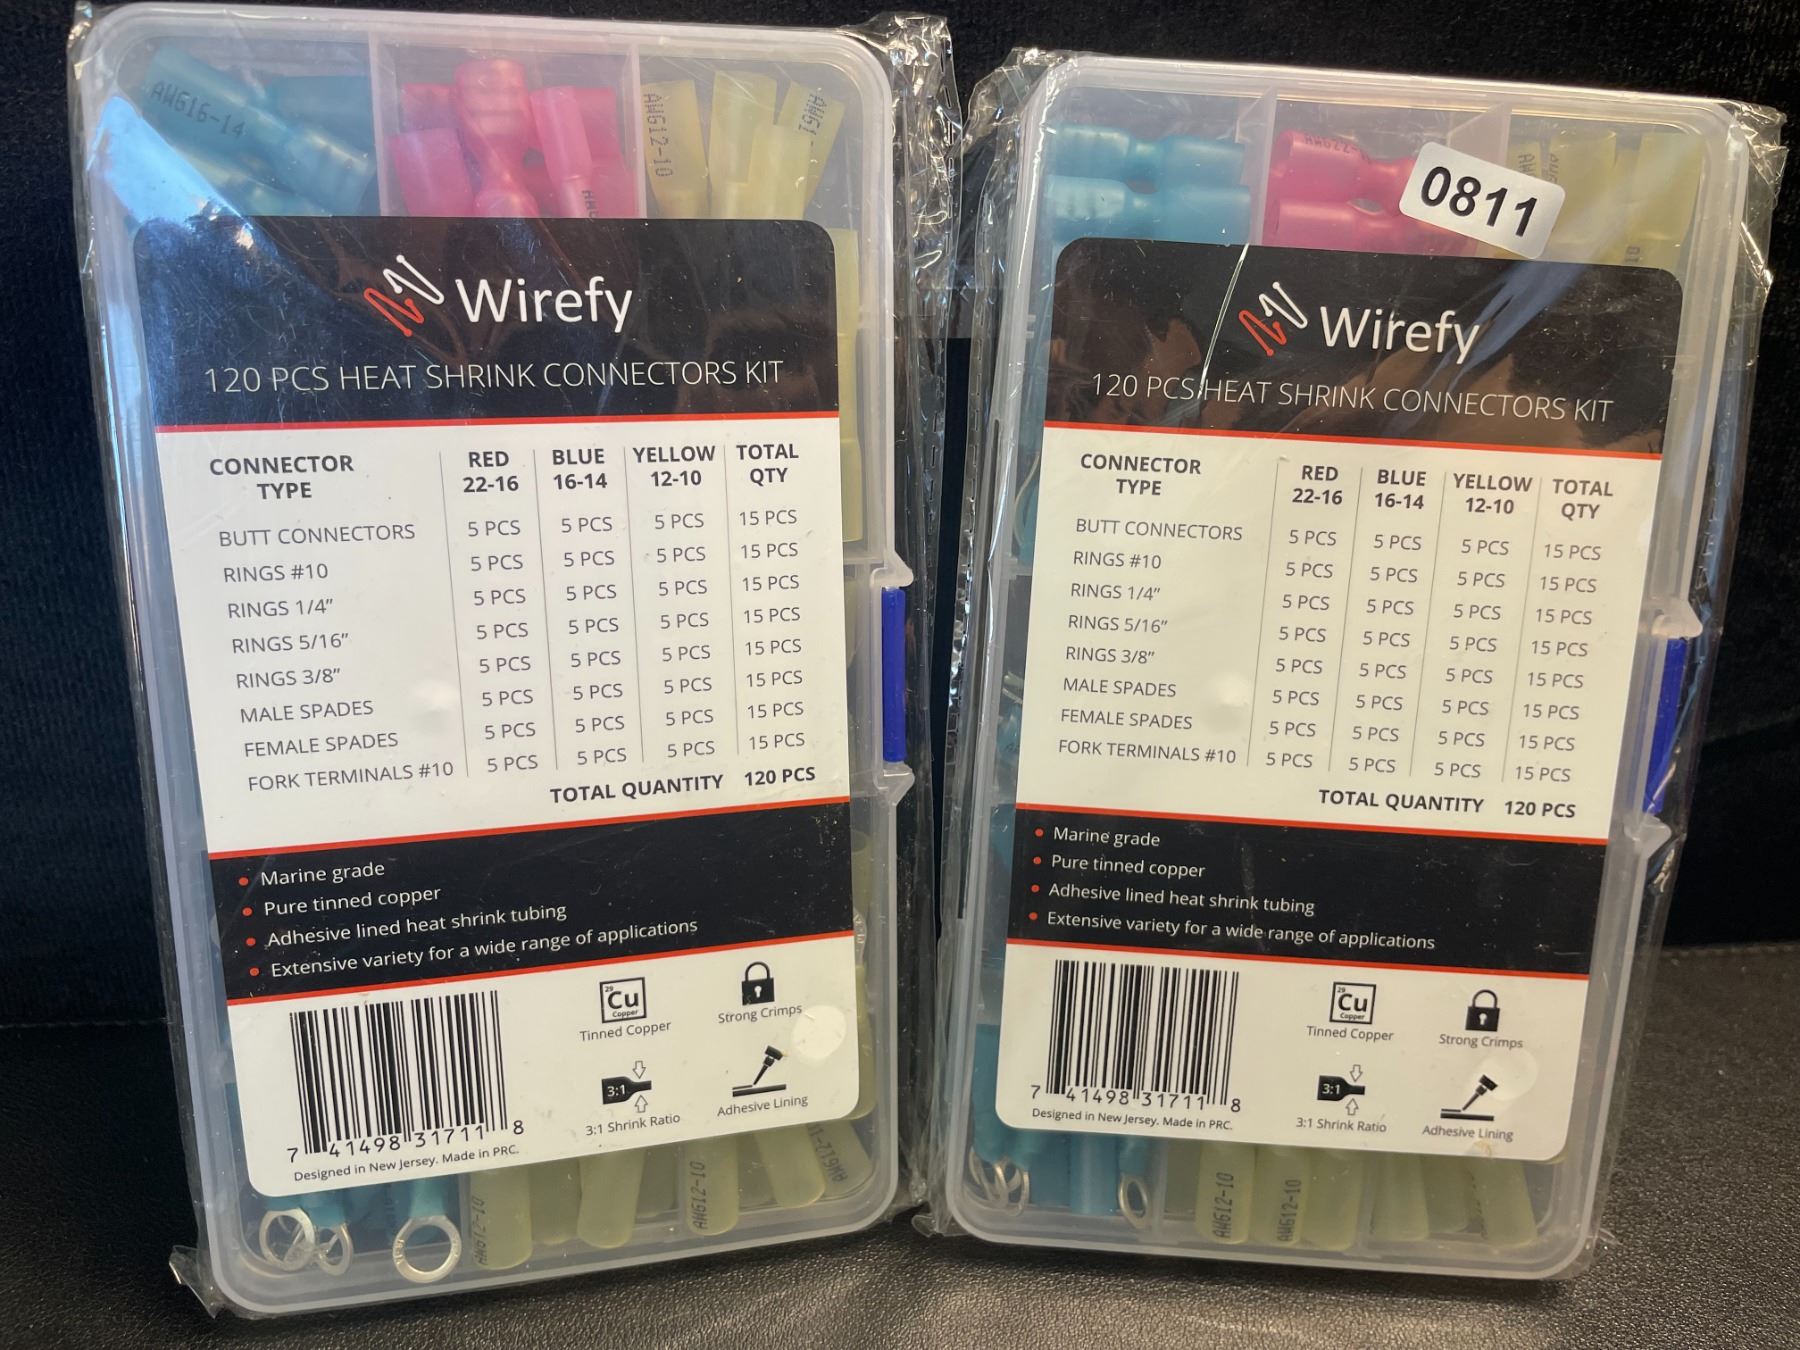 AWG16-14
AWG12-10
Wirefy
120 PCS HEAT SHRINK CONNECTORS KIT
CONNECTOR TYPE RED 22-16 BLUE 16-14 YELLOW 12-10 TOTAL QTY
BUTT CONNECTORS 5 PCS 5 PCS 5 PCS 15 PCS
RINGS #10 5 PCS 5 PCS 5 PCS 15 PCS
RINGS 1/4" 5 PCS 5 PCS 5 PCS 15 PCS
RINGS 5/16" 5 PCS 5 PCS 5 PCS 15 PCS
RINGS 3/8" 5 PCS 5 PCS 5 PCS 15 PCS
MALE SPADES 5 PCS 5 PCS 5 PCS 15 PCS
FEMALE SPADES 5 PCS 5 PCS 5 PCS 15 PCS
FORK TERMINALS #10 5 PCS 5 PCS 5 PCS 15 PCS
TOTAL QUANTITY 120 PCS
• Marine grade
• Pure tinned copper
• Adhesive lined heat shrink tubing
• Extensive variety for a wide range of applications
29
Cu
Copper
Tinned Copper
Strong Crimps
3:1
3:1 Shrink Ratio
Adhesive Lining
7 41498 31711 8
Designed in New Jersey. Made in PRC.
AWG12-10
AWG12-10
0811
Wirefy
120 PCS HEAT SHRINK CONNECTORS KIT
CONNECTOR TYPE RED 22-16 BLUE 16-14 YELLOW 12-10 TOTAL QTY
BUTT CONNECTORS 5 PCS 5 PCS 5 PCS 15 PCS
RINGS #10 5 PCS 5 PCS 5 PCS 15 PCS
RINGS 1/4" 5 PCS 5 PCS 5 PCS 15 PCS
RINGS 5/16" 5 PCS 5 PCS 5 PCS 15 PCS
RINGS 3/8" 5 PCS 5 PCS 5 PCS 15 PCS
MALE SPADES 5 PCS 5 PCS 5 PCS 15 PCS
FEMALE SPADES 5 PCS 5 PCS 5 PCS 15 PCS
FORK TERMINALS #10 5 PCS 5 PCS 5 PCS 15 PCS
TOTAL QUANTITY 120 PCS
• Marine grade
• Pure tinned copper
• Adhesive lined heat shrink tubing
• Extensive variety for a wide range of applications
29
Cu
Copper
Tinned Copper
Strong Crimps
3:1
3:1 Shrink Ratio
Adhesive Lining
7 41498 31711 8
Designed in New Jersey. Made in PRC.
AWG12-10
AWG12-10